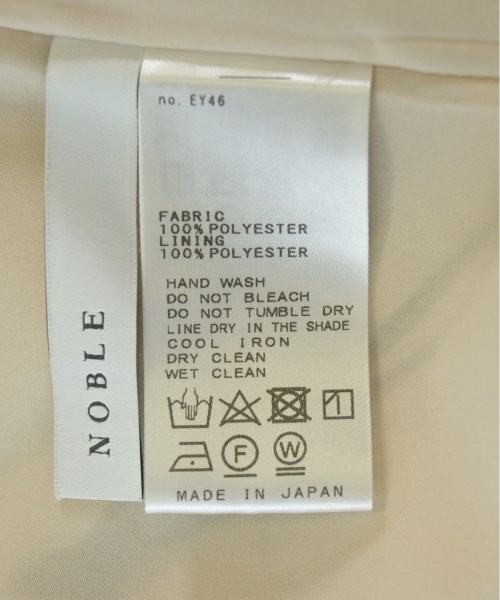 NOBLE
no. EY46
FABRIC
100% POLYESTER
LINING
100% POLYESTER
HAND WASH
DO NOT BLEACH
DO NOT TUMBLE DRY
LINE DRY IN THE SHADE
COOL IRON
DRY CLEAN
WET CLEAN
F W
MADE IN JAPAN